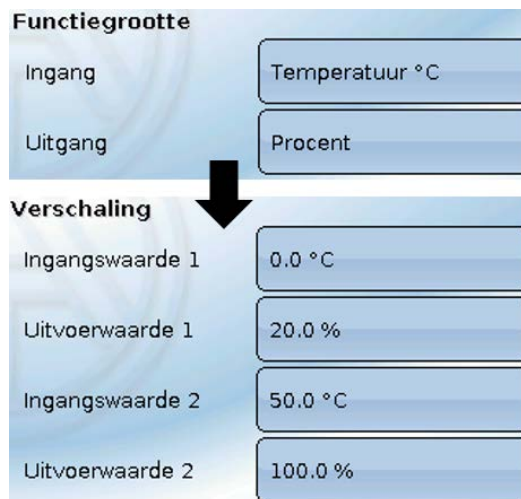 Functiegrootte
Ingang Temperatuur °C
Uitgang Procent
Verschaling
Ingangswaarde 1 0.0 °C
Uitvoerwaarde 1 20.0 %
Ingangswaarde 2 50.0 °C
Uitvoerwaarde 2 100.0 %